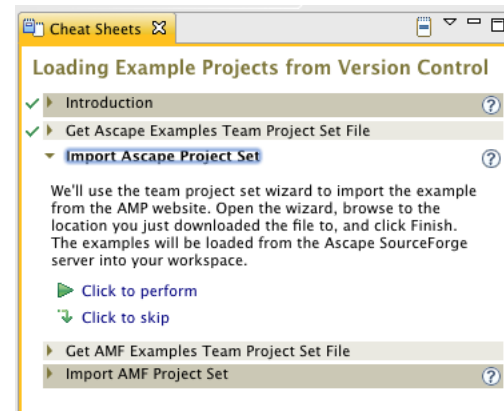 Cheat Sheets
Loading Example Projects from Version Control
Introduction
Get Ascape Examples Team Project Set File
Import Ascape Project Set
We'll use the team project set wizard to import the example
from the AMP website. Open the wizard, browse to the
location you just downloaded the file to, and click Finish.
The examples will be loaded from the Ascape SourceForge
server into your workspace.
Click to perform
Click to skip
Get AMF Examples Team Project Set File
Import AMF Project Set